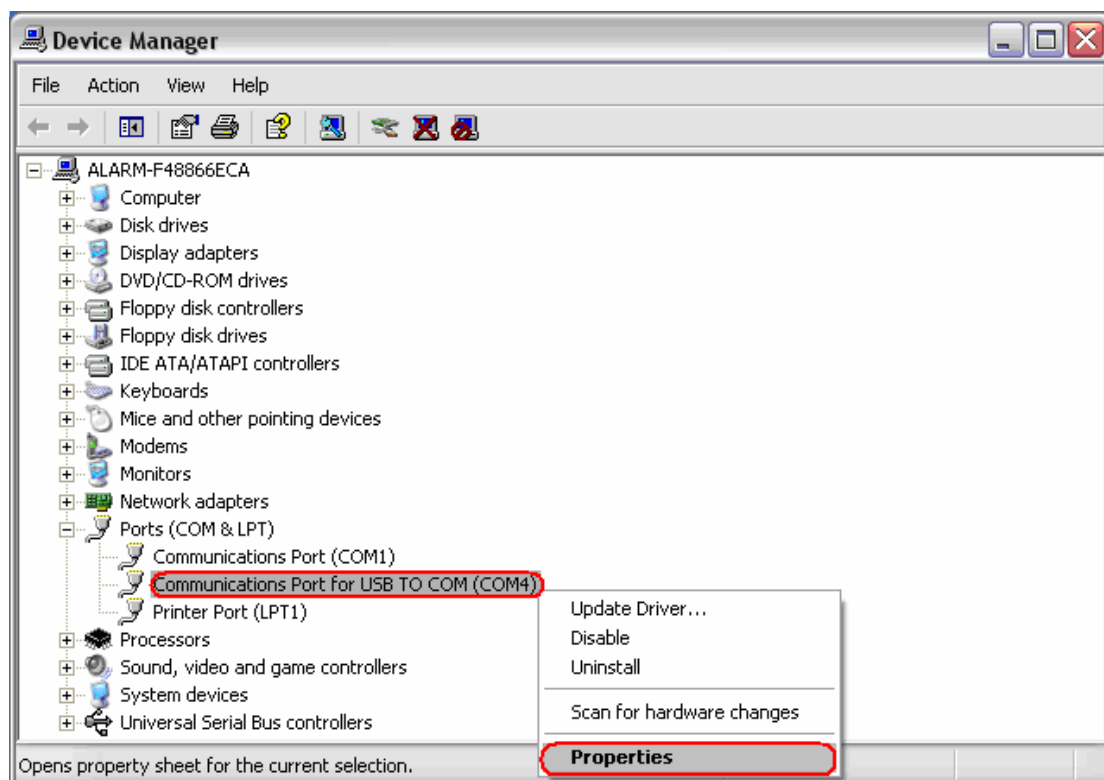 Device Manager
File Action View Help
ALARM-F48866ECA
Computer
Disk drives
Display adapters
DVD/CD-ROM drives
Floppy disk controllers
Floppy disk drives
IDE ATA/ATAPI controllers
Keyboards
Mice and other pointing devices
Modems
Monitors
Network adapters
Ports (COM & LPT)
Communications Port (COM1)
Communications Port for USB TO COM (COM4)
Printer Port (LPT1)
Processors
Sound, video and game controllers
System devices
Universal Serial Bus controllers
Update Driver...
Disable
Uninstall
Scan for hardware changes
Properties
Opens property sheet for the current selection.